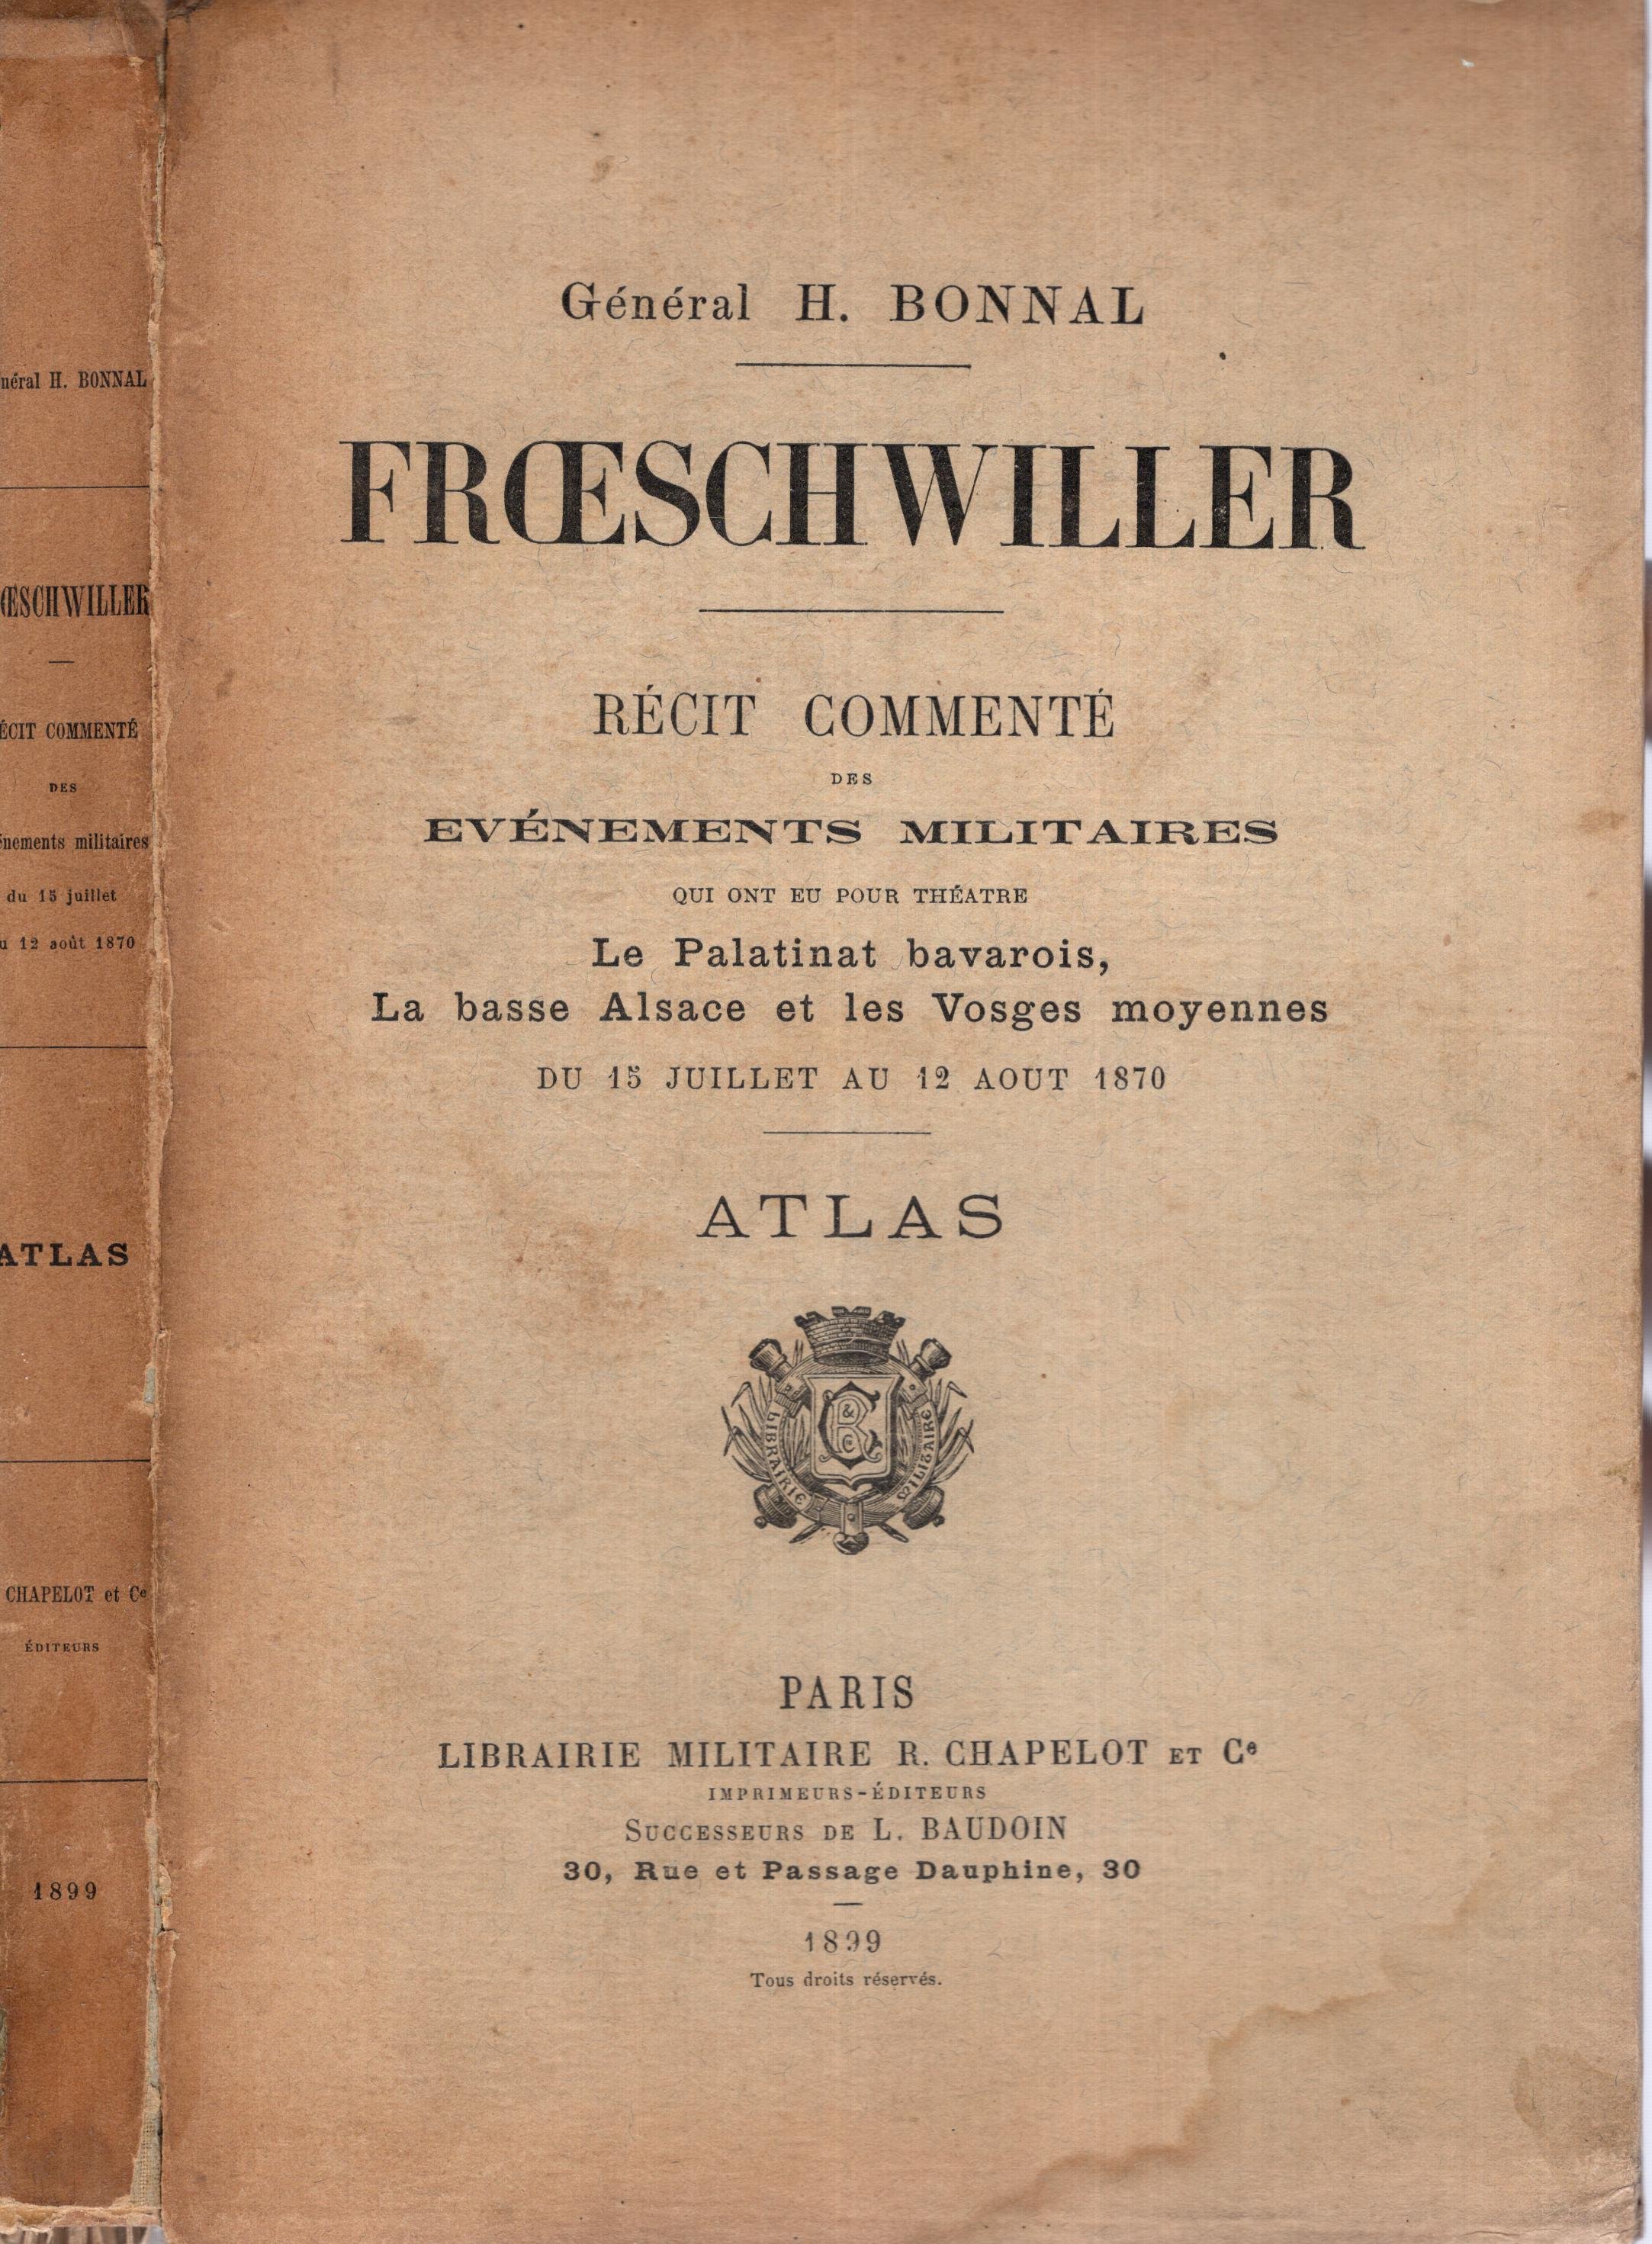 néral H. BONNAL
ŒSCHWILLER
ÉCIT COMMENTÉ
DES
énements militaires
du 15 juillet
u 12 août 1870
ATLAS
CHAPELOT et Cᵉ
ÉDITEURS
1899
Général H. BONNAL
FRŒSCHWILLER
RÉCIT COMMENTÉ
DES
EVÉNEMENTS MILITAIRES
QUI ONT EU POUR THÉATRE
Le Palatinat bavarois,
La basse Alsace et les Vosges moyennes
DU 15 JUILLET AU 12 AOUT 1870
ATLAS
LIBRAIRIE MILITAIRE
PARIS
LIBRAIRIE MILITAIRE R. CHAPELOT ET Cᵉ
IMPRIMEURS-ÉDITEURS
SUCCESSEURS DE L. BAUDOIN
30, Rue et Passage Dauphine, 30
1899
Tous droits réservés.